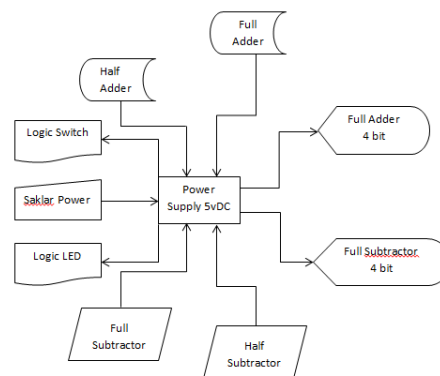 Full
Adder
Half
Adder
Logic Switch
Full Adder
4 bit
Saklar Power
Power
Supply 5vDC
Logic LED
Full Subtractor
4 bit
Full
Subtractor
Half
Subtractor